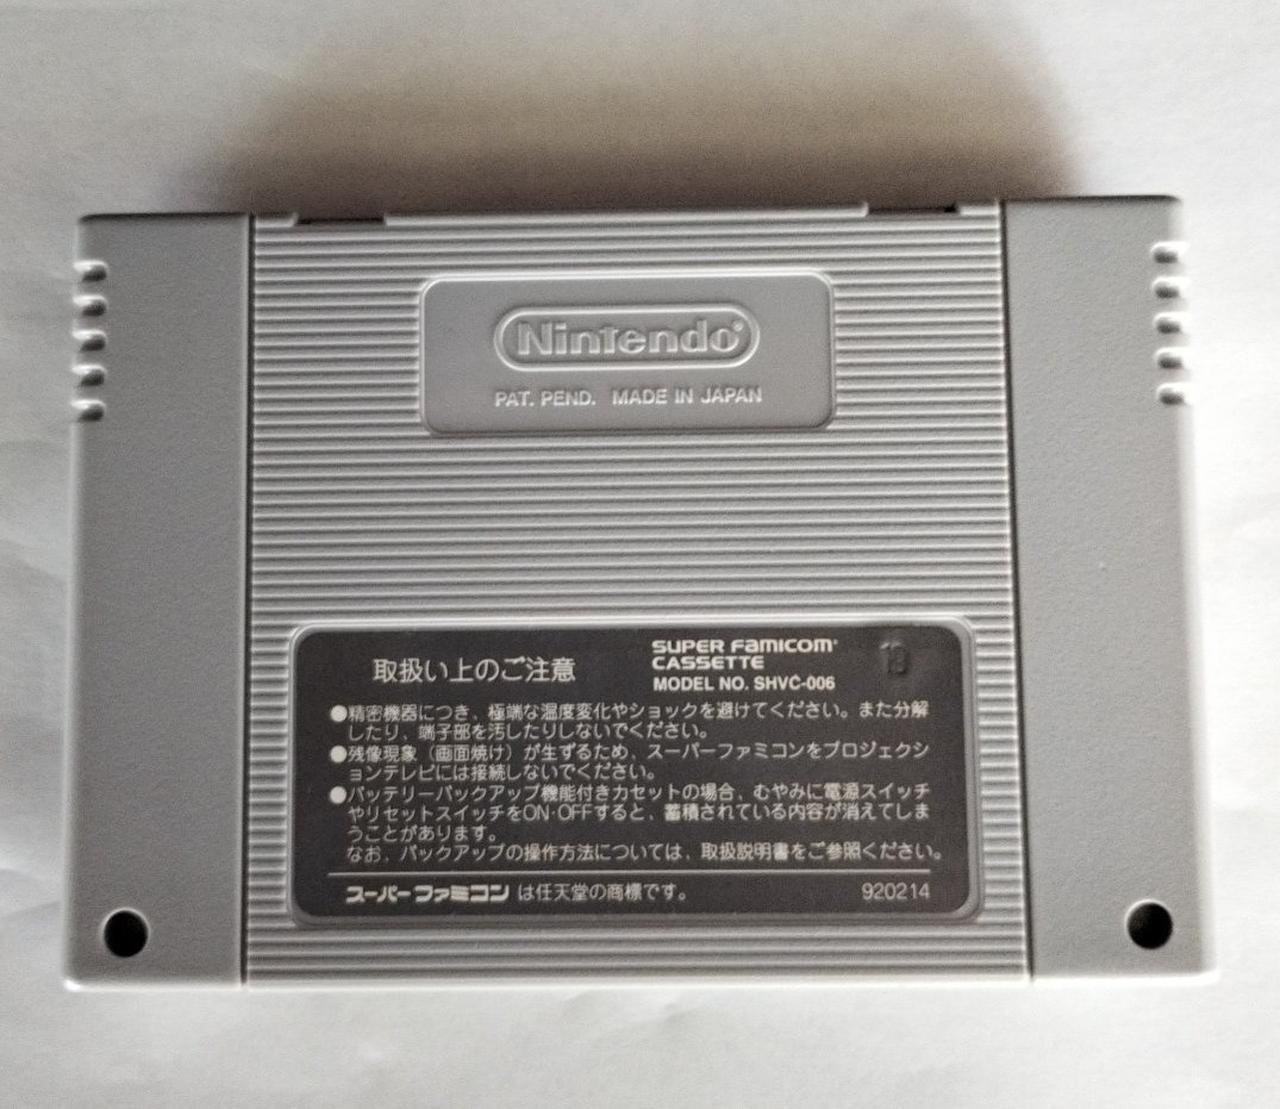 Nintendo®
PAT. PEND. MADE IN JAPAN
取扱い上のご注意
SUPER FAMICOM®
CASSETTE
MODEL NO. SHVC-006
19
●精密機器につき、極端な温度変化やショックを避けてください。また分解
したり、端子部を汚したりしないでください。
●残像現象（画面焼け）が生ずるため、スーパーファミコンをプロジェクシ
ョンテレビには接続しないでください。
●バッテリーバックアップ機能付きカセットの場合、むやみに電源スイッチ
やリセットスイッチをON·OFFすると、蓄積されている内容が消えてしま
うことがあります。
なお、バックアップの操作方法については、取扱説明書をご参照ください。
スーパーファミコンは任天堂の商標です。 920214